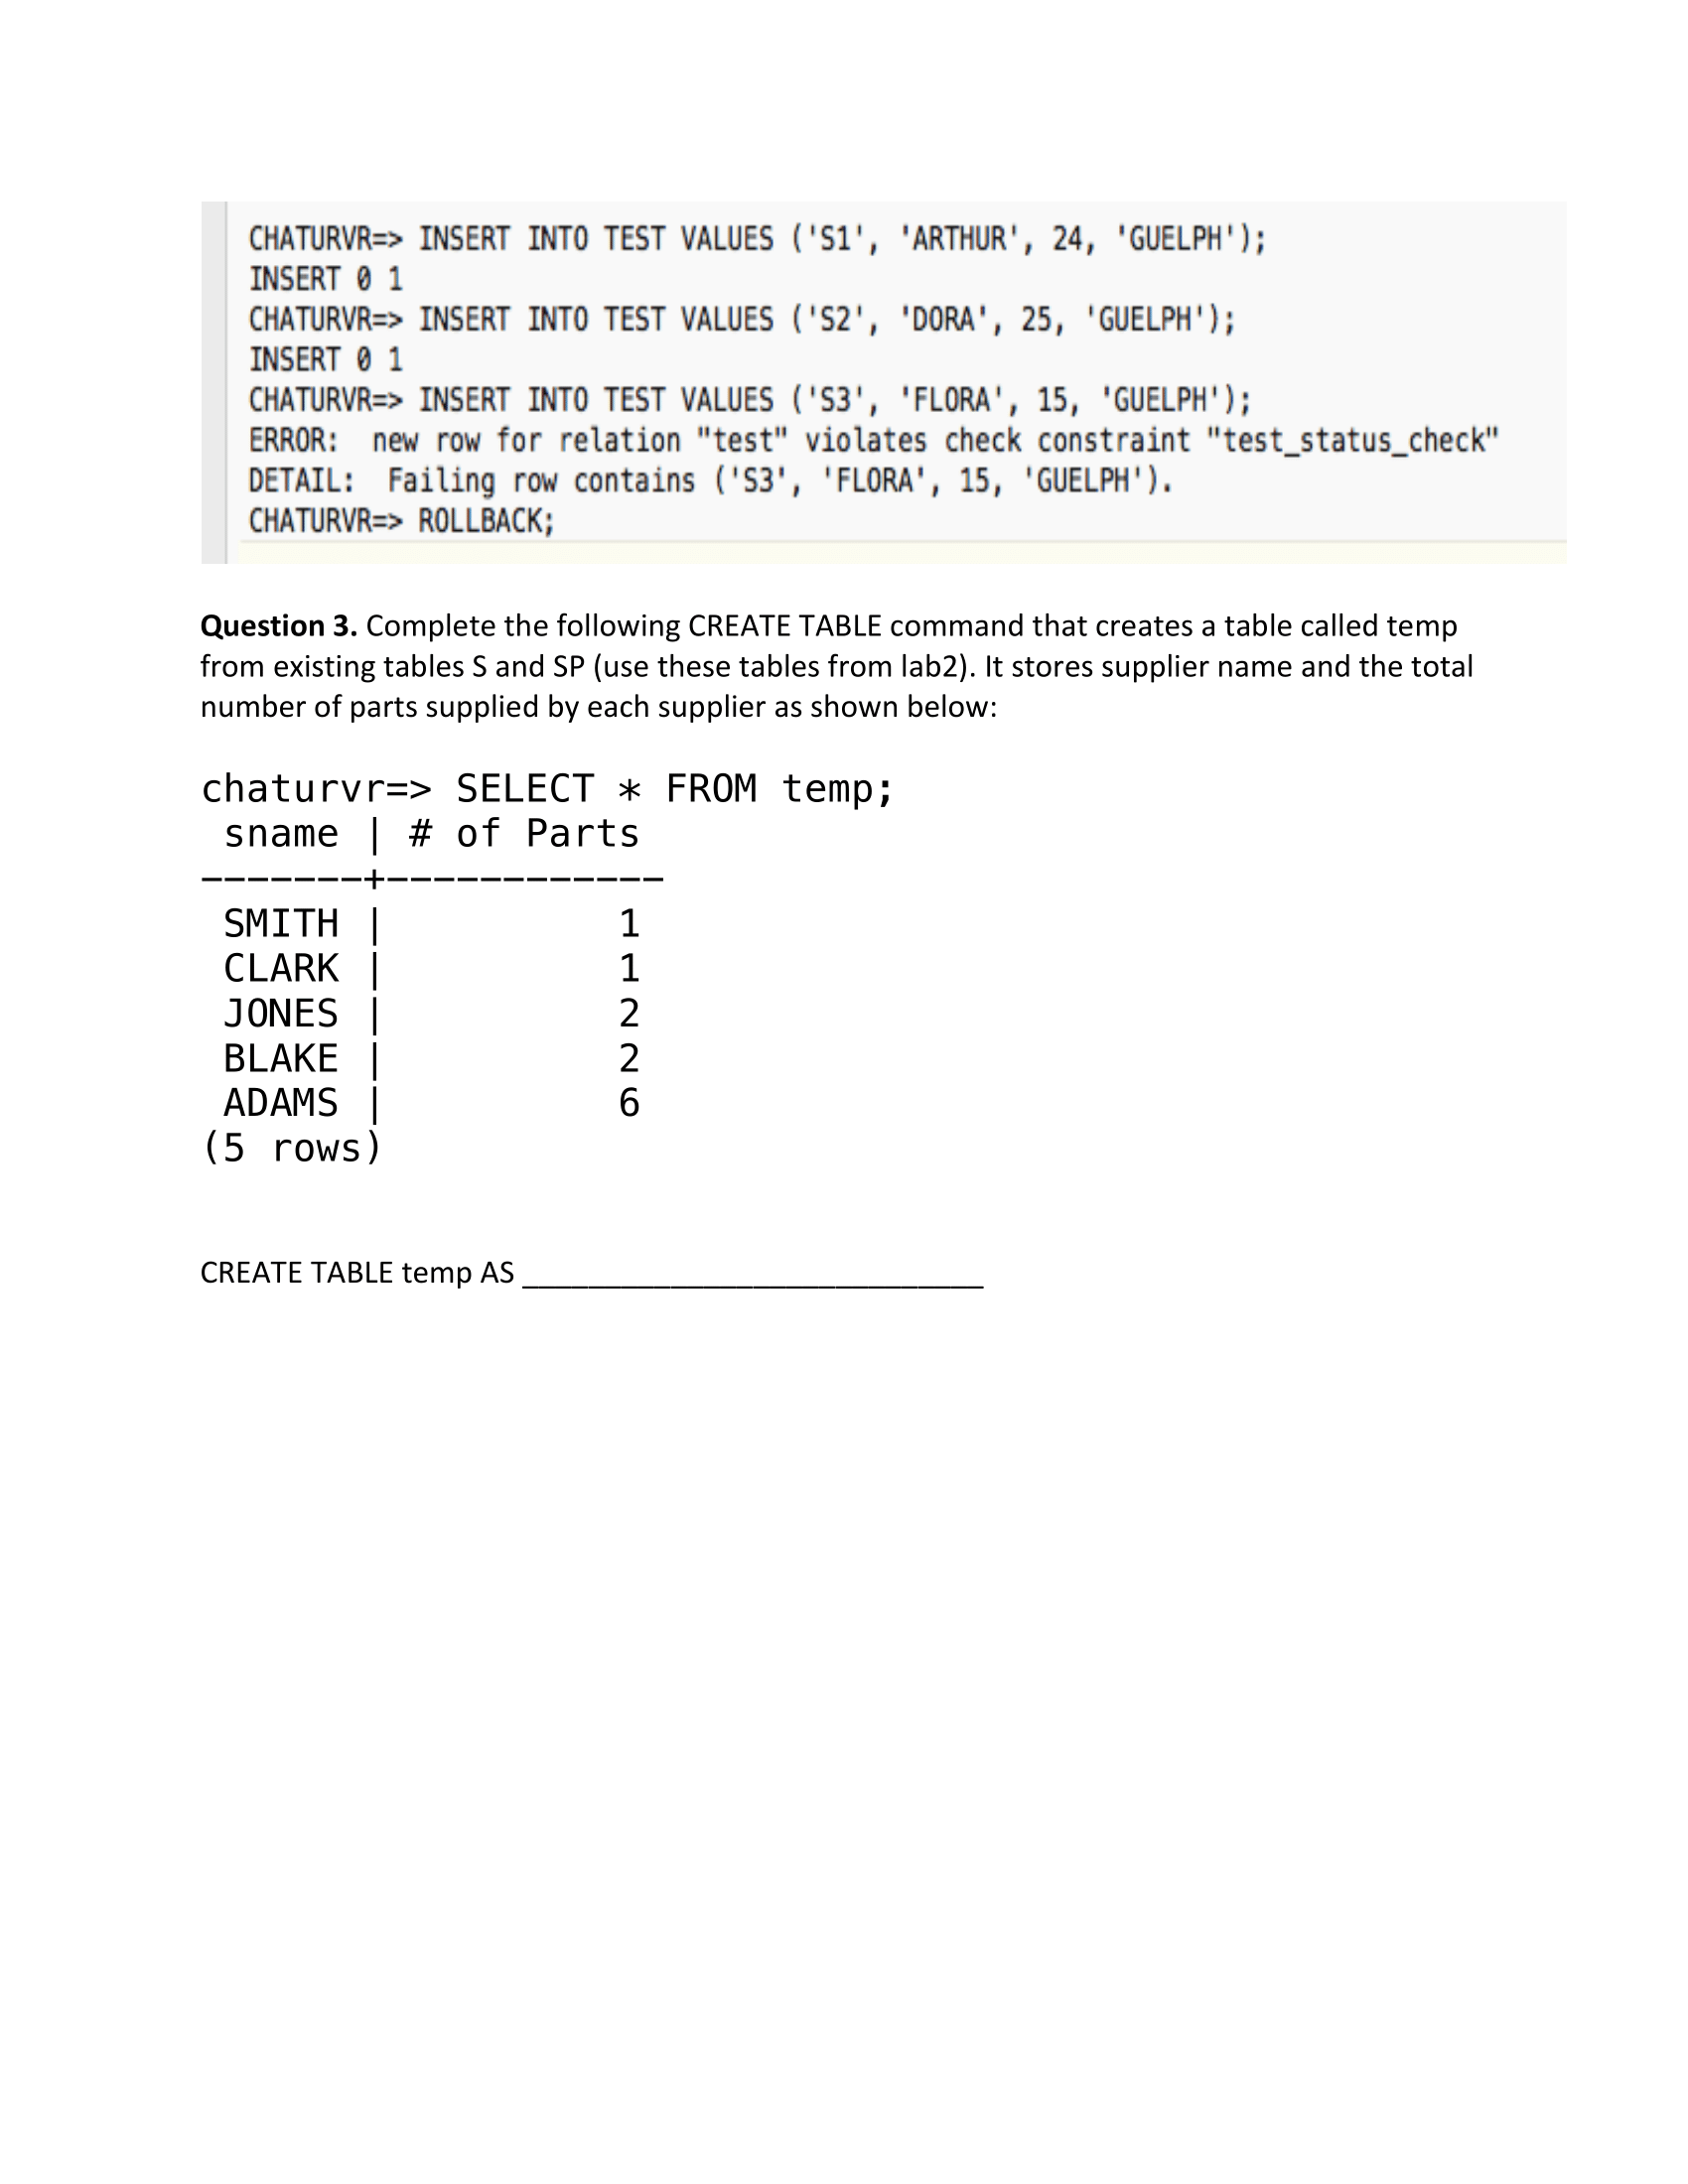 CHATURVR=> INSERT INTO TEST VALUES ('S1', 'ARTHUR', 24, 'GUELPH');
INSERT 0 1
CHATURVR=> INSERT INTO TEST VALUES ('S2', 'DORA', 25, 'GUELPH');
INSERT 0 1
CHATURVR=> INSERT INTO TEST VALUES ('S3', 'FLORA', 15, 'GUELPH');
ERROR:  new row for relation "test" violates check constraint "test_status_check"
DETAIL:  Failing row contains ('S3', 'FLORA', 15, 'GUELPH').
CHATURVR=> ROLLBACK;
Question 3. Complete the following CREATE TABLE command that creates a table called temp
from existing tables S and SP (use these tables from lab2). It stores supplier name and the total
number of parts supplied by each supplier as shown below:
chaturvr=> SELECT * FROM temp;
 sname | # of Parts
-------+------------
 SMITH |          1
 CLARK |          1
 JONES |          2
 BLAKE |          2
 ADAMS |          6
(5 rows)
CREATE TABLE temp AS ____________________________